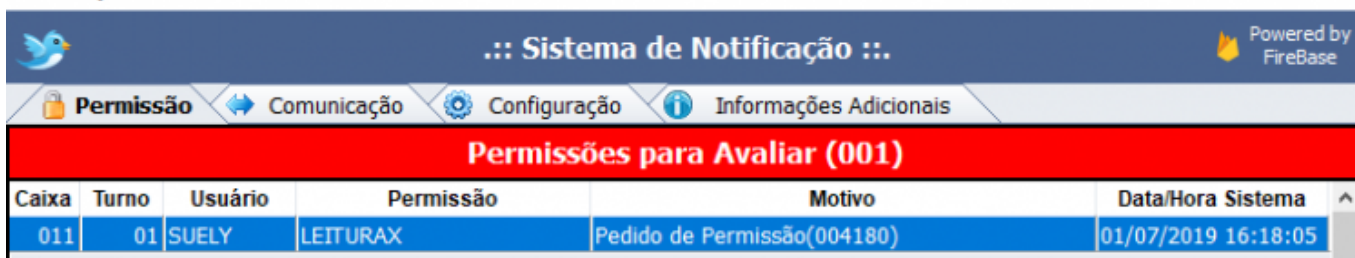 .:: Sistema de Notificação ::.
Powered by
FireBase
Permissão Comunicação Configuração Informações Adicionais
Permissões para Avaliar (001)
Caixa Turno Usuário Permissão Motivo Data/Hora Sistema
011 01 SUELY LEITURAX Pedido de Permissão(004180) 01/07/2019 16:18:05